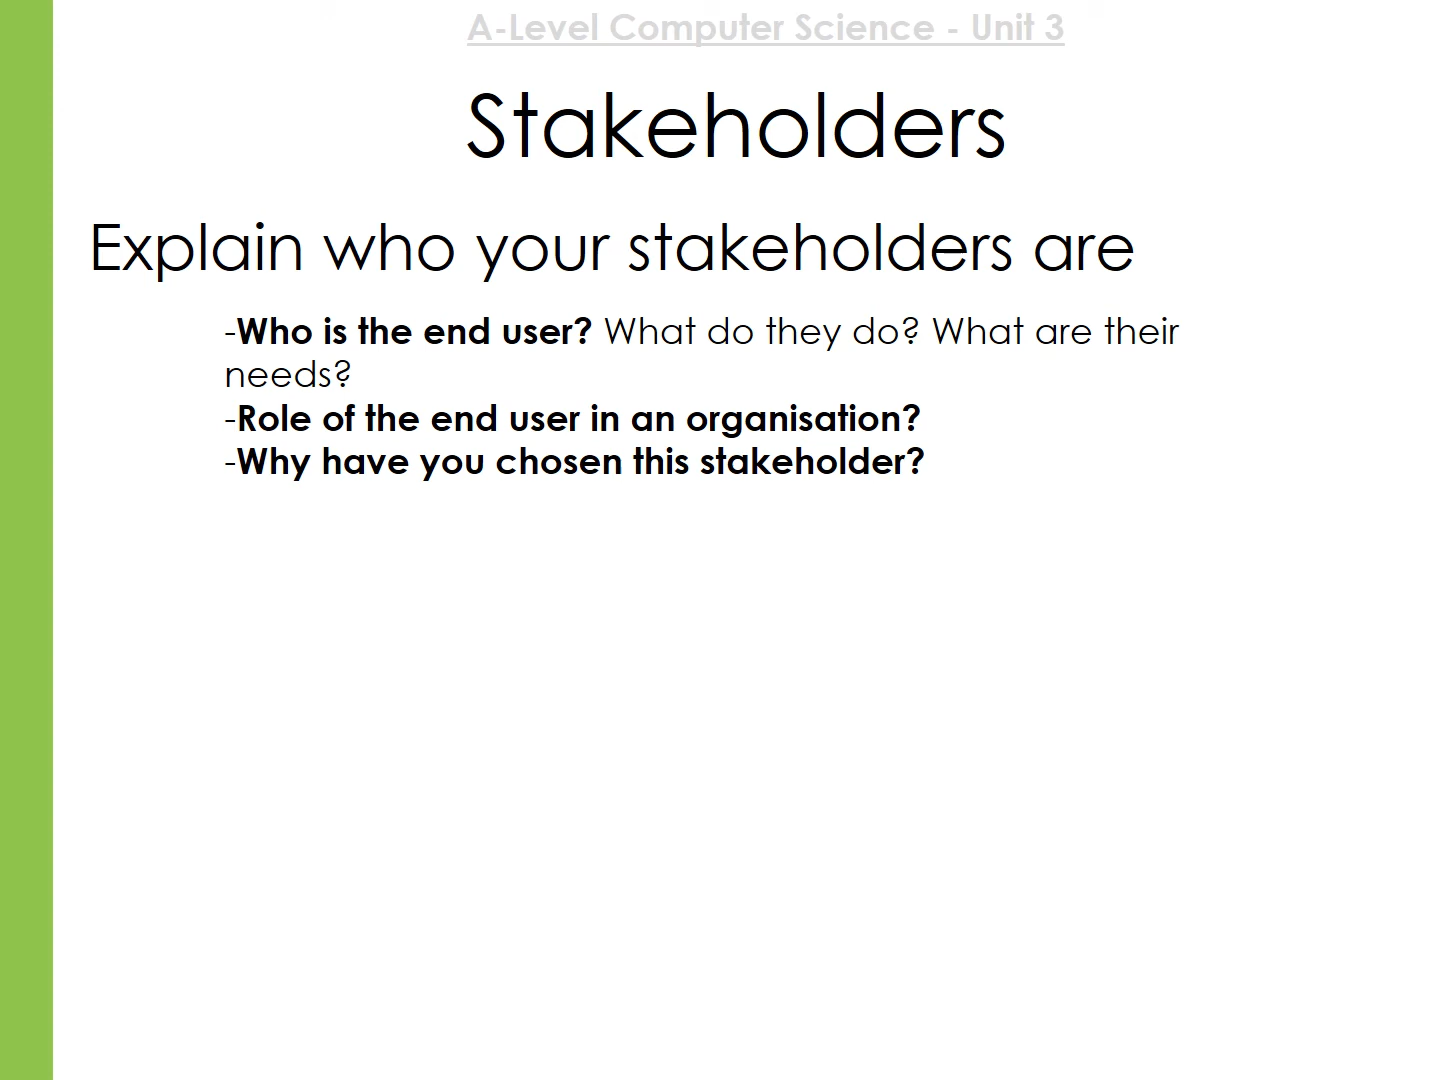 A-Level Computer Science - Unit 3
Stakeholders
Explain who your stakeholders are
-Who is the end user? What do they do? What are their
needs?
-Role of the end user in an organisation?
-Why have you chosen this stakeholder?